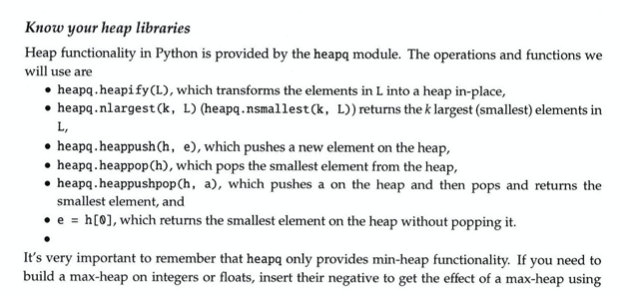 Know your heap libraries
Heap functionality in Python is provided by the heapq module. The operations and functions we
will use are
• heapq.heapify(L), which transforms the elements in L into a heap in-place,
• heapq.nlargest(k, L) (heapq.nsmallest(k, L)) returns the k largest (smallest) elements in
L,
• heapq.heappush(h, e), which pushes a new element on the heap,
• heapq.heappop(h), which pops the smallest element from the heap,
• heapq.heappushpop(h, a), which pushes a on the heap and then pops and returns the
smallest element, and
• e = h[0], which returns the smallest element on the heap without popping it.
•
It's very important to remember that heapq only provides min-heap functionality. If you need to
build a max-heap on integers or floats, insert their negative to get the effect of a max-heap using